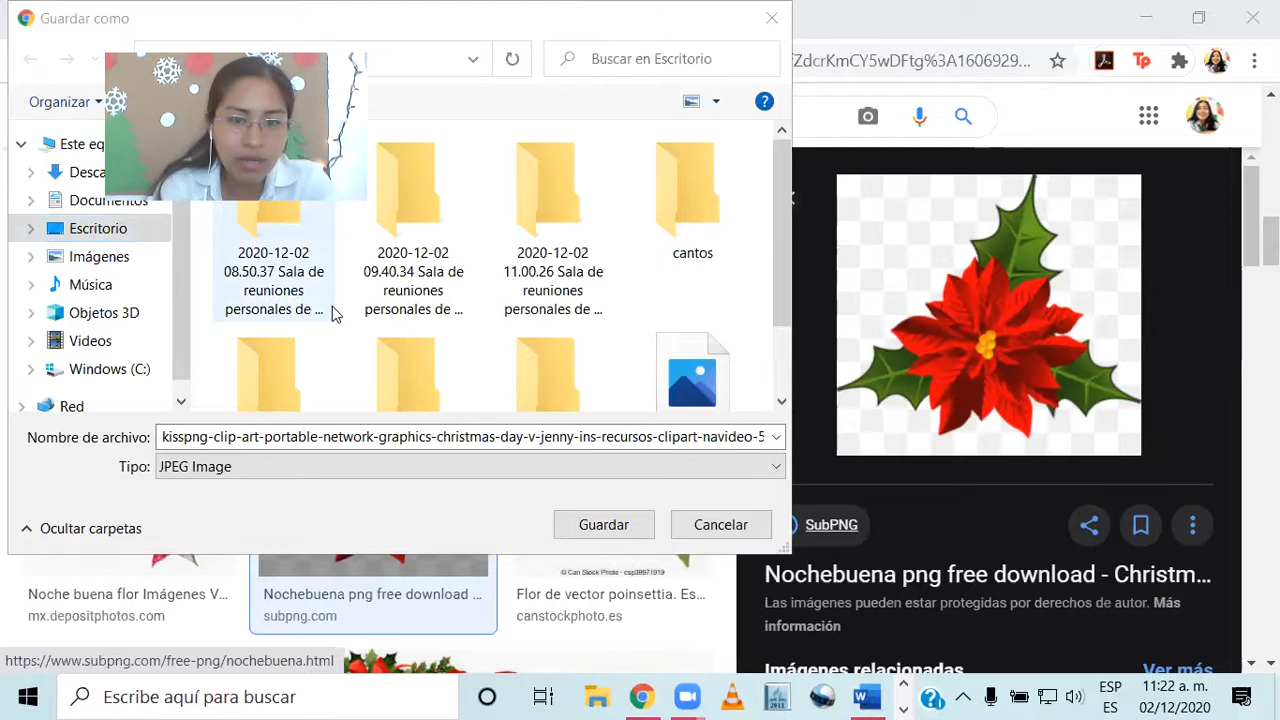 Guardar como
ZdcrKmCY5wDFtg%3A1606929...
Buscar en Escritorio
Organizar
Este eq
Desca
Documentos
Escritorio
Imágenes
Música
Objetos 3D
Videos
Windows (C:)
Red
2020-12-02
08.50.37 Sala de
reuniones
personales de ...
2020-12-02
09.40.34 Sala de
reuniones
personales de ...
2020-12-02
11.00.26 Sala de
reuniones
personales de ...
cantos
Nombre de archivo: kisspng-clip-art-portable-network-graphics-christmas-day-v-jenny-ins-recursos-clipart-navideo-5
Tipo: JPEG Image
Ocultar carpetas
Guardar
Cancelar
SubPNG
Nochebuena png free download - Christm...
Las imágenes pueden estar protegidas por derechos de autor. Más
información
Imágenes relacionadas
Ver más
© Can Stock Photo - csp38971919
Noche buena flor Imágenes V...
mx.depositphotos.com
Nochebuena png free download ...
subpng.com
Flor de vector poinsettia. Es...
canstockphoto.es
https://www.subpng.com/free-png/nochebuena.html
Escribe aquí para buscar
ESP
ES
11:22 a. m.
02/12/2020